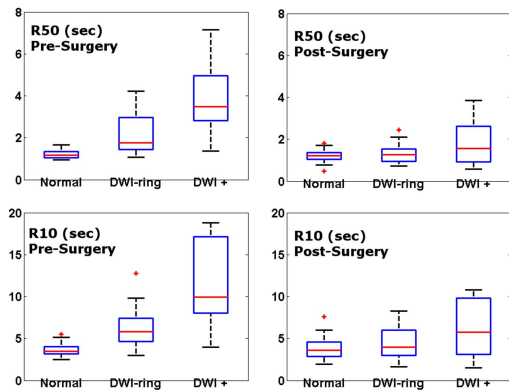 R50 (sec)
Pre-Surgery
8
6
4
2
0
Normal DWI-ring DWI +
R50 (sec)
Post-Surgery
8
6
4
2
0
Normal DWI-ring DWI +
R10 (sec)
Pre-Surgery
20
15
10
5
0
Normal DWI-ring DWI +
R10 (sec)
Post-Surgery
20
15
10
5
0
Normal DWI-ring DWI +